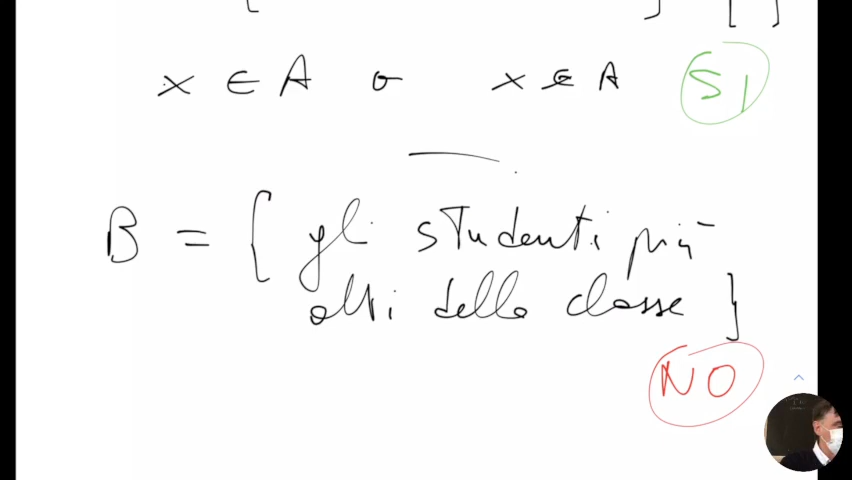 x ∈ A o x ∉ A SI
B = { gli studenti più
alti della classe }
NO